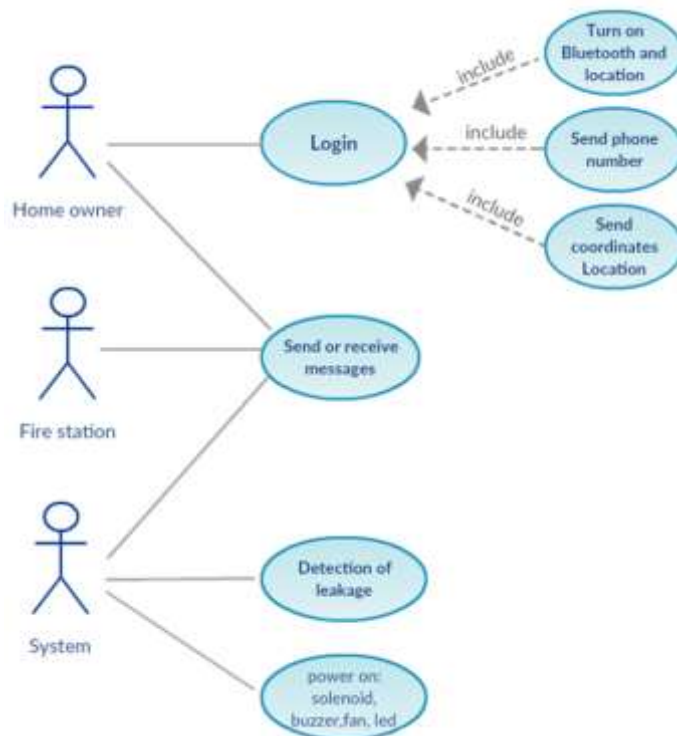 Turn on
Bluetooth and
location
include
Home owner
Login
include
Send phone
number
include
Send
coordinates
Location
Fire station
Send or receive
messages
System
Detection of
leakage
power on:
solenoid,
buzzer,fan, led